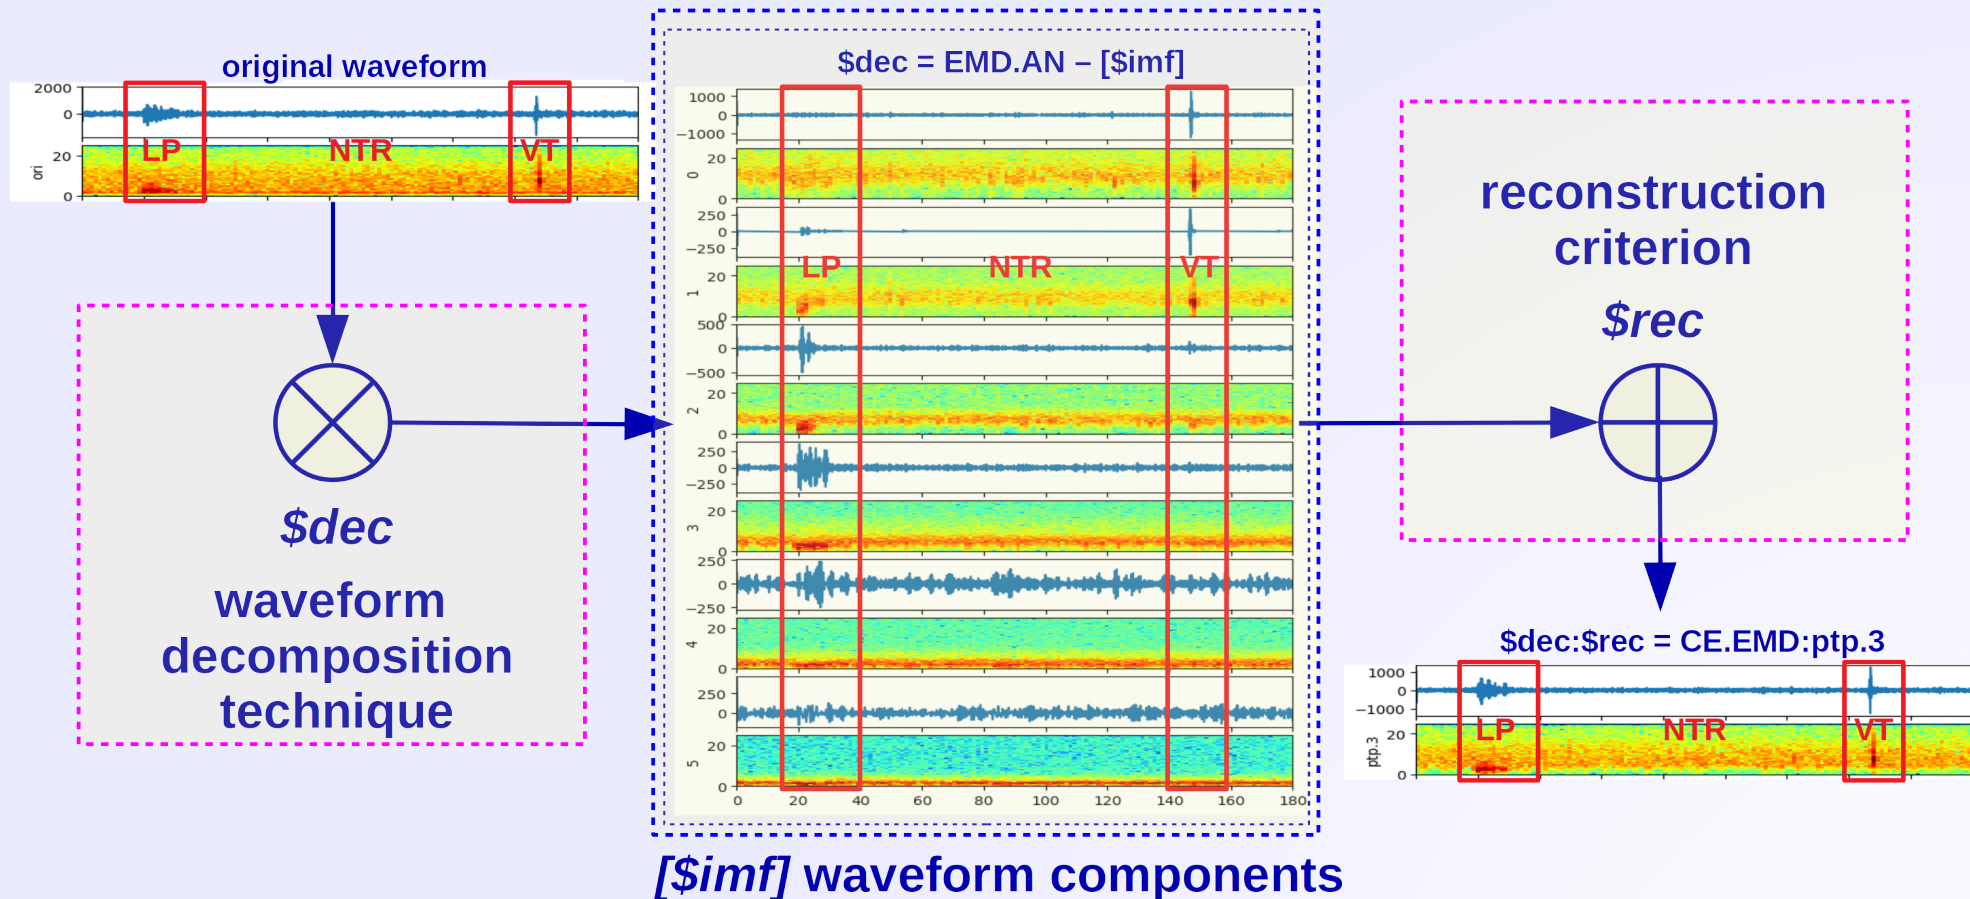 original waveform
2000
0
ori
20
0
LP
NTR
VT
$dec
waveform
decomposition
technique
$dec = EMD.AN – [$imf]
1000
0
−1000
0
20
0
250
0
−250
LP
NTR
VT
1
20
0
500
0
−500
2
20
0
250
0
−250
3
20
0
250
0
−250
4
20
0
250
0
5
20
0
0 20 40 60 80 100 120 140 160 180
[$imf] waveform components
reconstruction
criterion
$rec
$dec:$rec = CE.EMD:ptp.3
1000
0
−1000
ptp.3
20
0
LP
NTR
VT